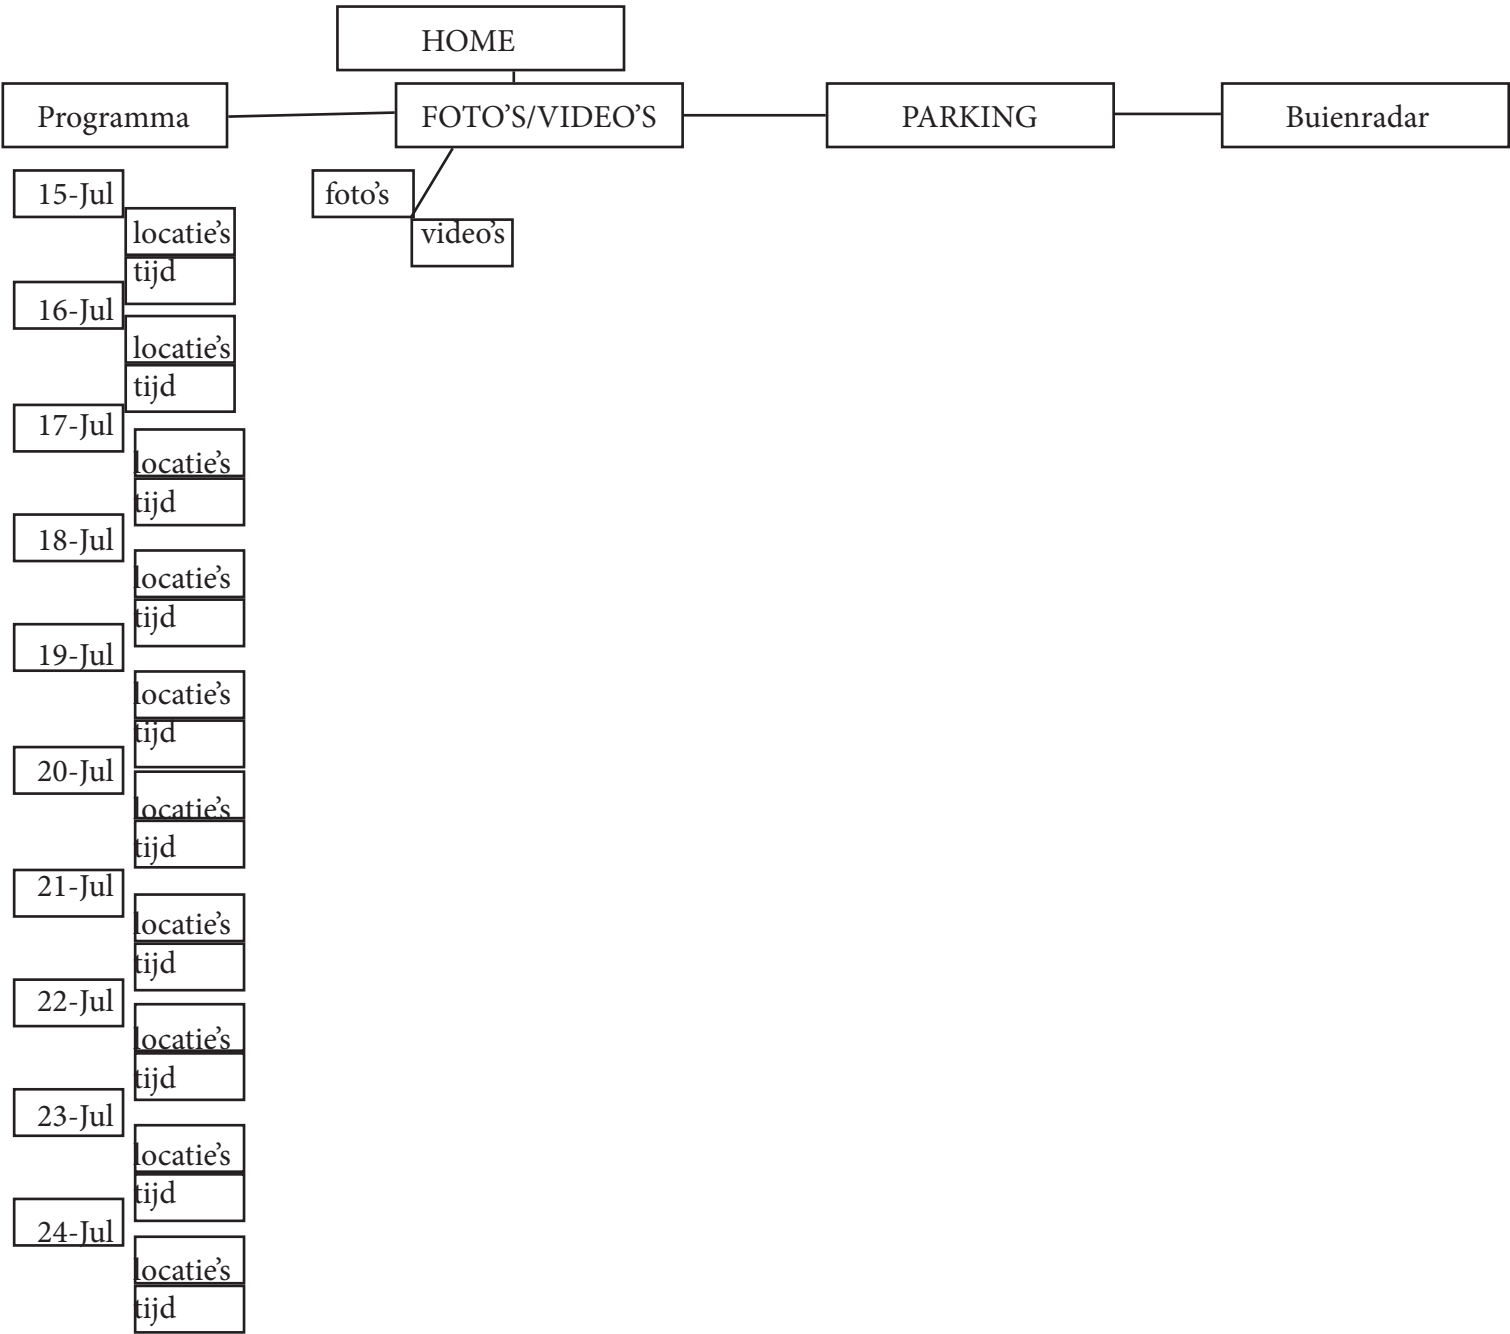 HOME
Programma
FOTO’S/VIDEO’S
PARKING
Buienradar
15-Jul
foto’s
locatie’s
video’s
tijd
16-Jul
locatie’s
tijd
17-Jul
locatie’s
tijd
18-Jul
locatie’s
tijd
19-Jul
locatie’s
tijd
20-Jul
locatie’s
tijd
21-Jul
locatie’s
tijd
22-Jul
locatie’s
tijd
23-Jul
locatie’s
tijd
24-Jul
locatie’s
tijd